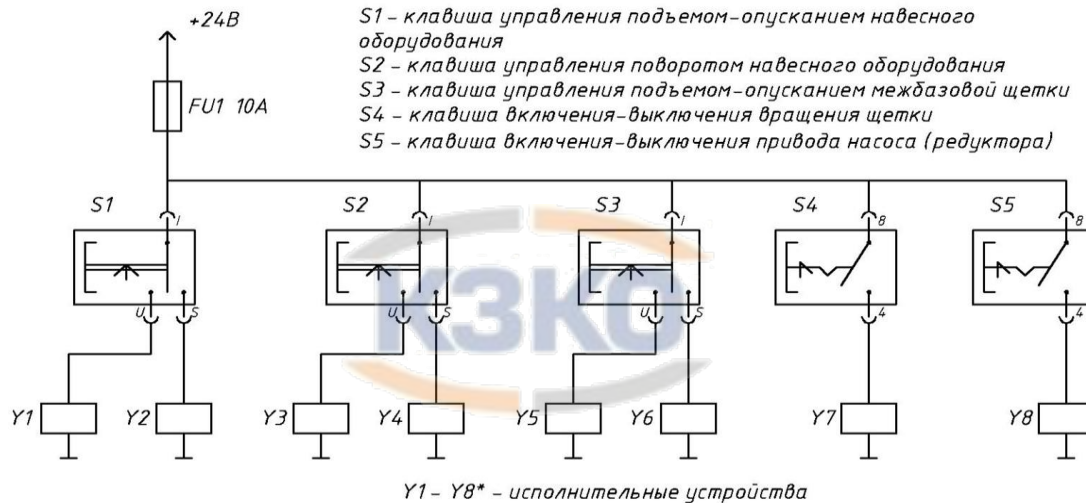 +24В
FU1 10А
S1 - клавиша управления подъемом-опусканием навесного
оборудования
S2 - клавиша управления поворотом навесного оборудования
S3 - клавиша управления подъемом-опусканием межбазовой щетки
S4 - клавиша включения-выключения вращения щетки
S5 - клавиша включения-выключения привода насоса (редуктора)
S1 1 S2 1 S3 1 S4 8 S5 8
U S U S U S 4 4
КЗКО
Y1 Y2 Y3 Y4 Y5 Y6 Y7 Y8
Y1 - Y8* - исполнительные устройства